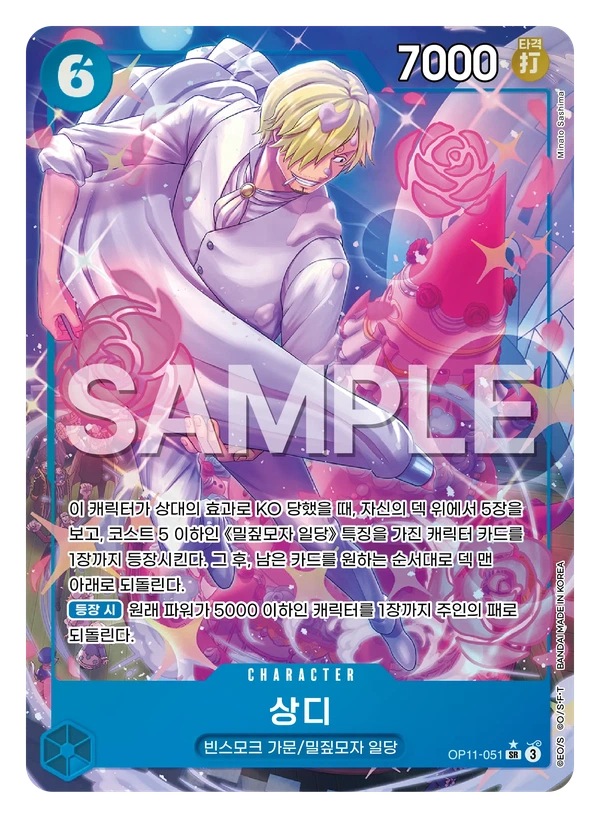 6
7000
타격
打
Minato Sashima
SAMPLE
이 캐릭터가 상대의 효과로 KO 당했을 때, 자신의 덱 위에서 5장을
보고, 코스트 5 이하인 《밀짚모자 일당》 특징을 가진 캐릭터 카드를
1장까지 등장시킨다. 그 후, 남은 카드를 원하는 순서대로 덱 맨
아래로 되돌린다.
등장 시 원래 파워가 5000 이하인 캐릭터를 1장까지 주인의 패로
되돌린다.
©EO/S ©O/S·F·T BANDAI MADE IN KOREA
CHARACTER
상디
빈스모크 가문/밀짚모자 일당
OP11-051 SR 3